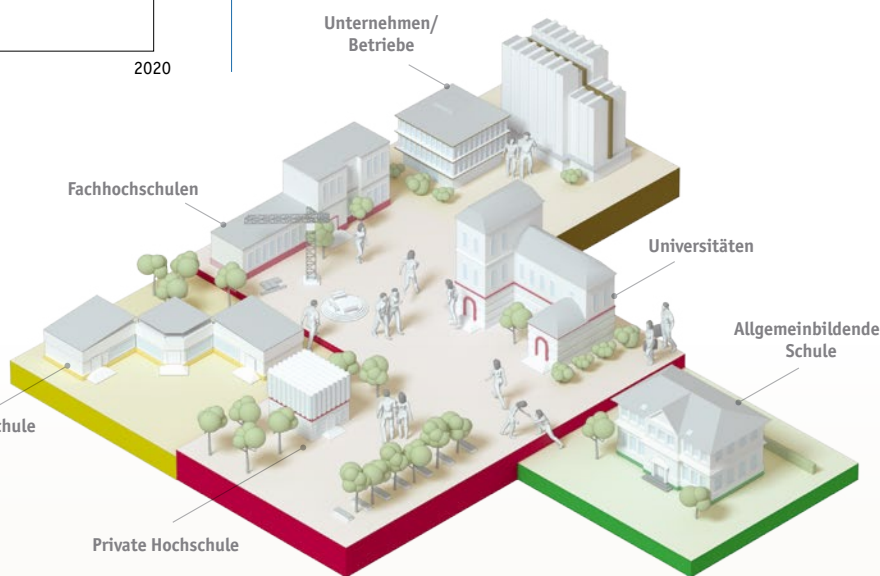 2020
Unternehmen/
Betriebe
Fachhochschulen
Universitäten
Allgemeinbildende
Schule
Private Hochschule